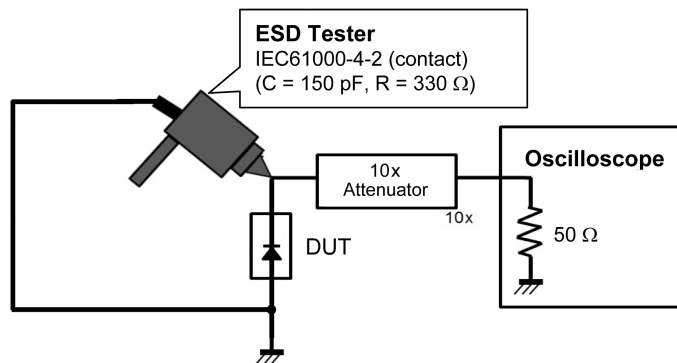 ESD Tester
IEC61000-4-2 (contact)
(C = 150 pF, R = 330 Ω)
10x
Attenuator
10x
Oscilloscope
50 Ω
DUT